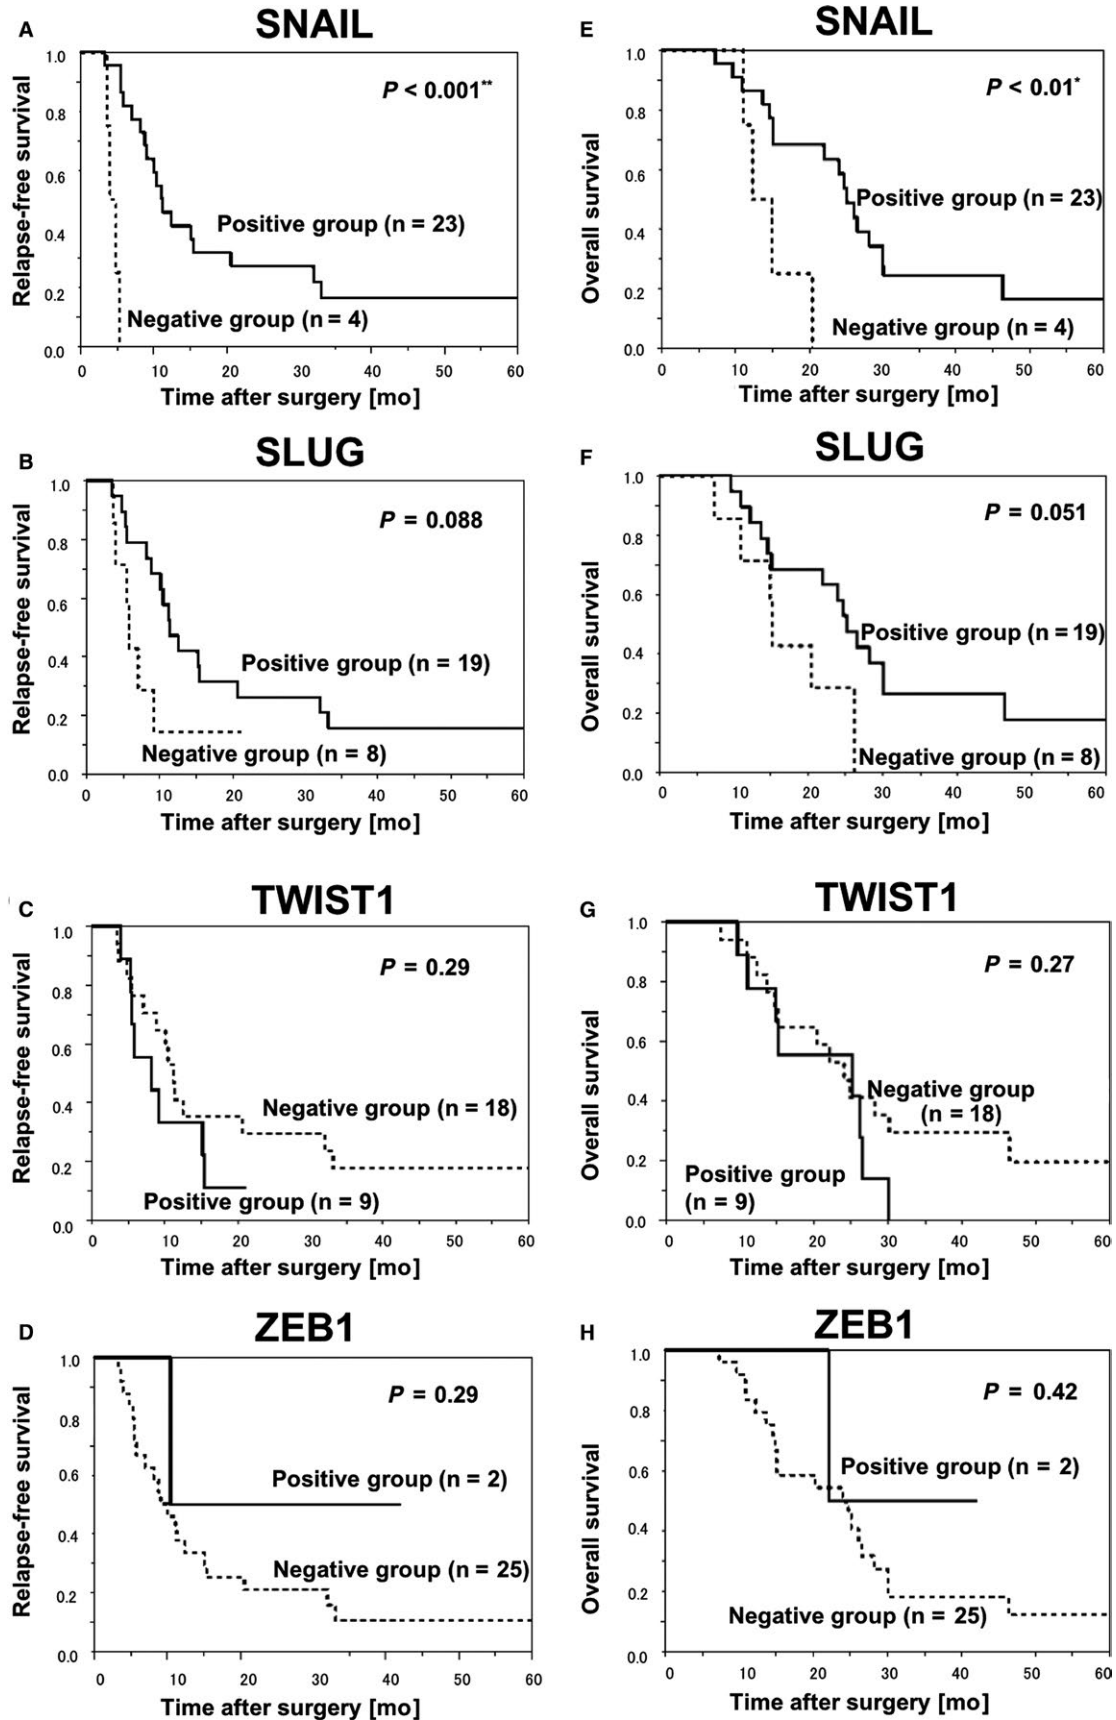 A
SNAIL
P < 0.001**
Relapse-free survival
1.0
0.8
0.6
0.4
0.2
0.0
Positive group (n = 23)
Negative group (n = 4)
0 10 20 30 40 50 60
Time after surgery [mo]
E
SNAIL
P < 0.01*
Overall survival
1.0
0.8
0.6
0.4
0.2
0.0
Positive group (n = 23)
Negative group (n = 4)
0 10 20 30 40 50 60
Time after surgery [mo]
B
SLUG
P = 0.088
Relapse-free survival
1.0
0.8
0.6
0.4
0.2
0.0
Positive group (n = 19)
Negative group (n = 8)
0 10 20 30 40 50 60
Time after surgery [mo]
F
SLUG
P = 0.051
Overall survival
1.0
0.8
0.6
0.4
0.2
0.0
Positive group (n = 19)
Negative group (n = 8)
0 10 20 30 40 50 60
Time after surgery [mo]
C
TWIST1
P = 0.29
Relapse-free survival
1.0
0.8
0.6
0.4
0.2
0.0
Negative group (n = 18)
Positive group (n = 9)
0 10 20 30 40 50 60
Time after surgery [mo]
G
TWIST1
P = 0.27
Overall survival
1.0
0.8
0.6
0.4
0.2
0.0
Negative group
(n = 18)
Positive group
(n = 9)
0 10 20 30 40 50 60
Time after surgery [mo]
D
ZEB1
P = 0.29
Relapse-free survival
1.0
0.8
0.6
0.4
0.2
0.0
Positive group (n = 2)
Negative group (n = 25)
0 10 20 30 40 50 60
Time after surgery [mo]
H
ZEB1
P = 0.42
Overall survival
1.0
0.8
0.6
0.4
0.2
0.0
Positive group (n = 2)
Negative group (n = 25)
0 10 20 30 40 50 60
Time after surgery [mo]